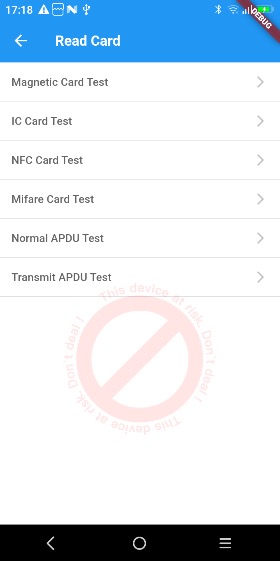 17:18
DEBUG
Read Card
Magnetic Card Test
IC Card Test
NFC Card Test
Mifare Card Test
Normal APDU Test
Transmit APDU Test
This device at risk. Don't deal !
This device at risk. Don't deal !